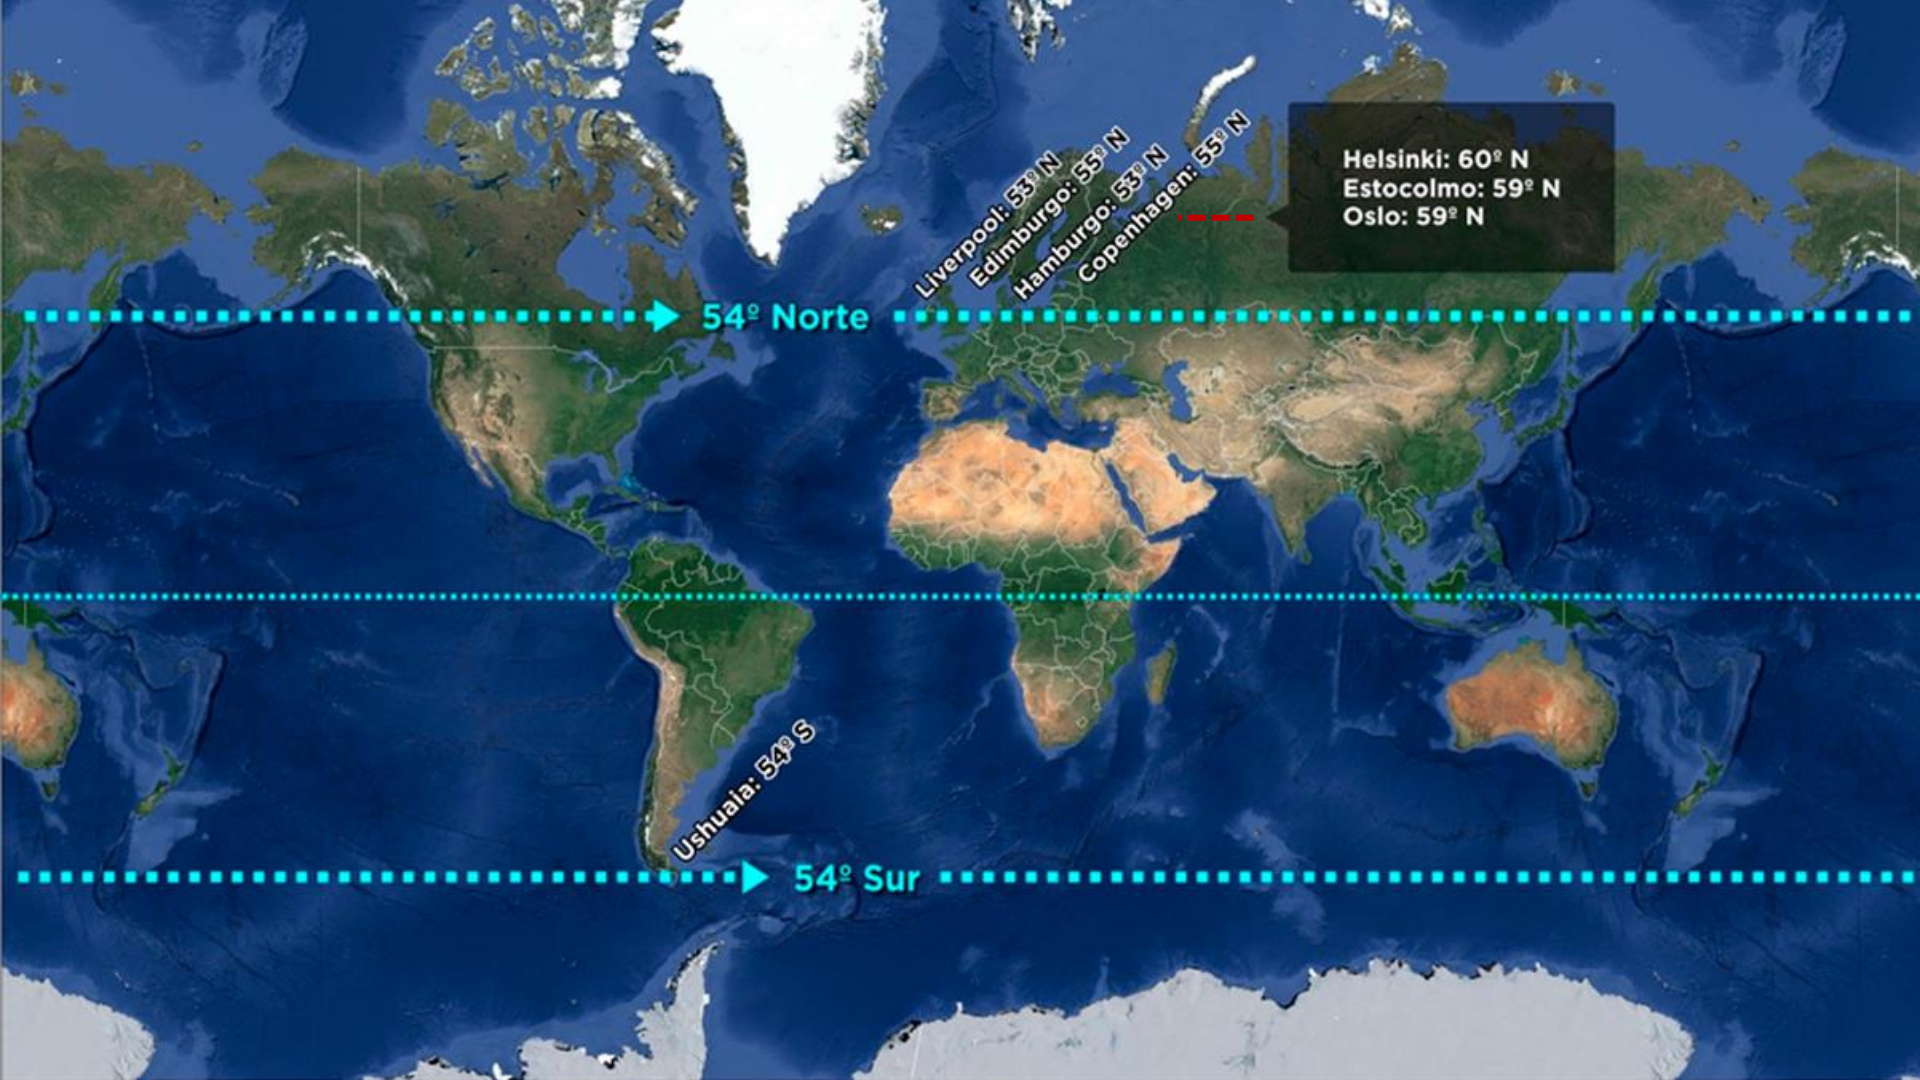 Liverpool: 53º N
Edimburgo: 55º N
Hamburgo: 53º N
Copenhagen: 55º N
Helsinki: 60º N
Estocolmo: 59º N
Oslo: 59º N
54º Norte
Ushuaia: 54º S
54º Sur